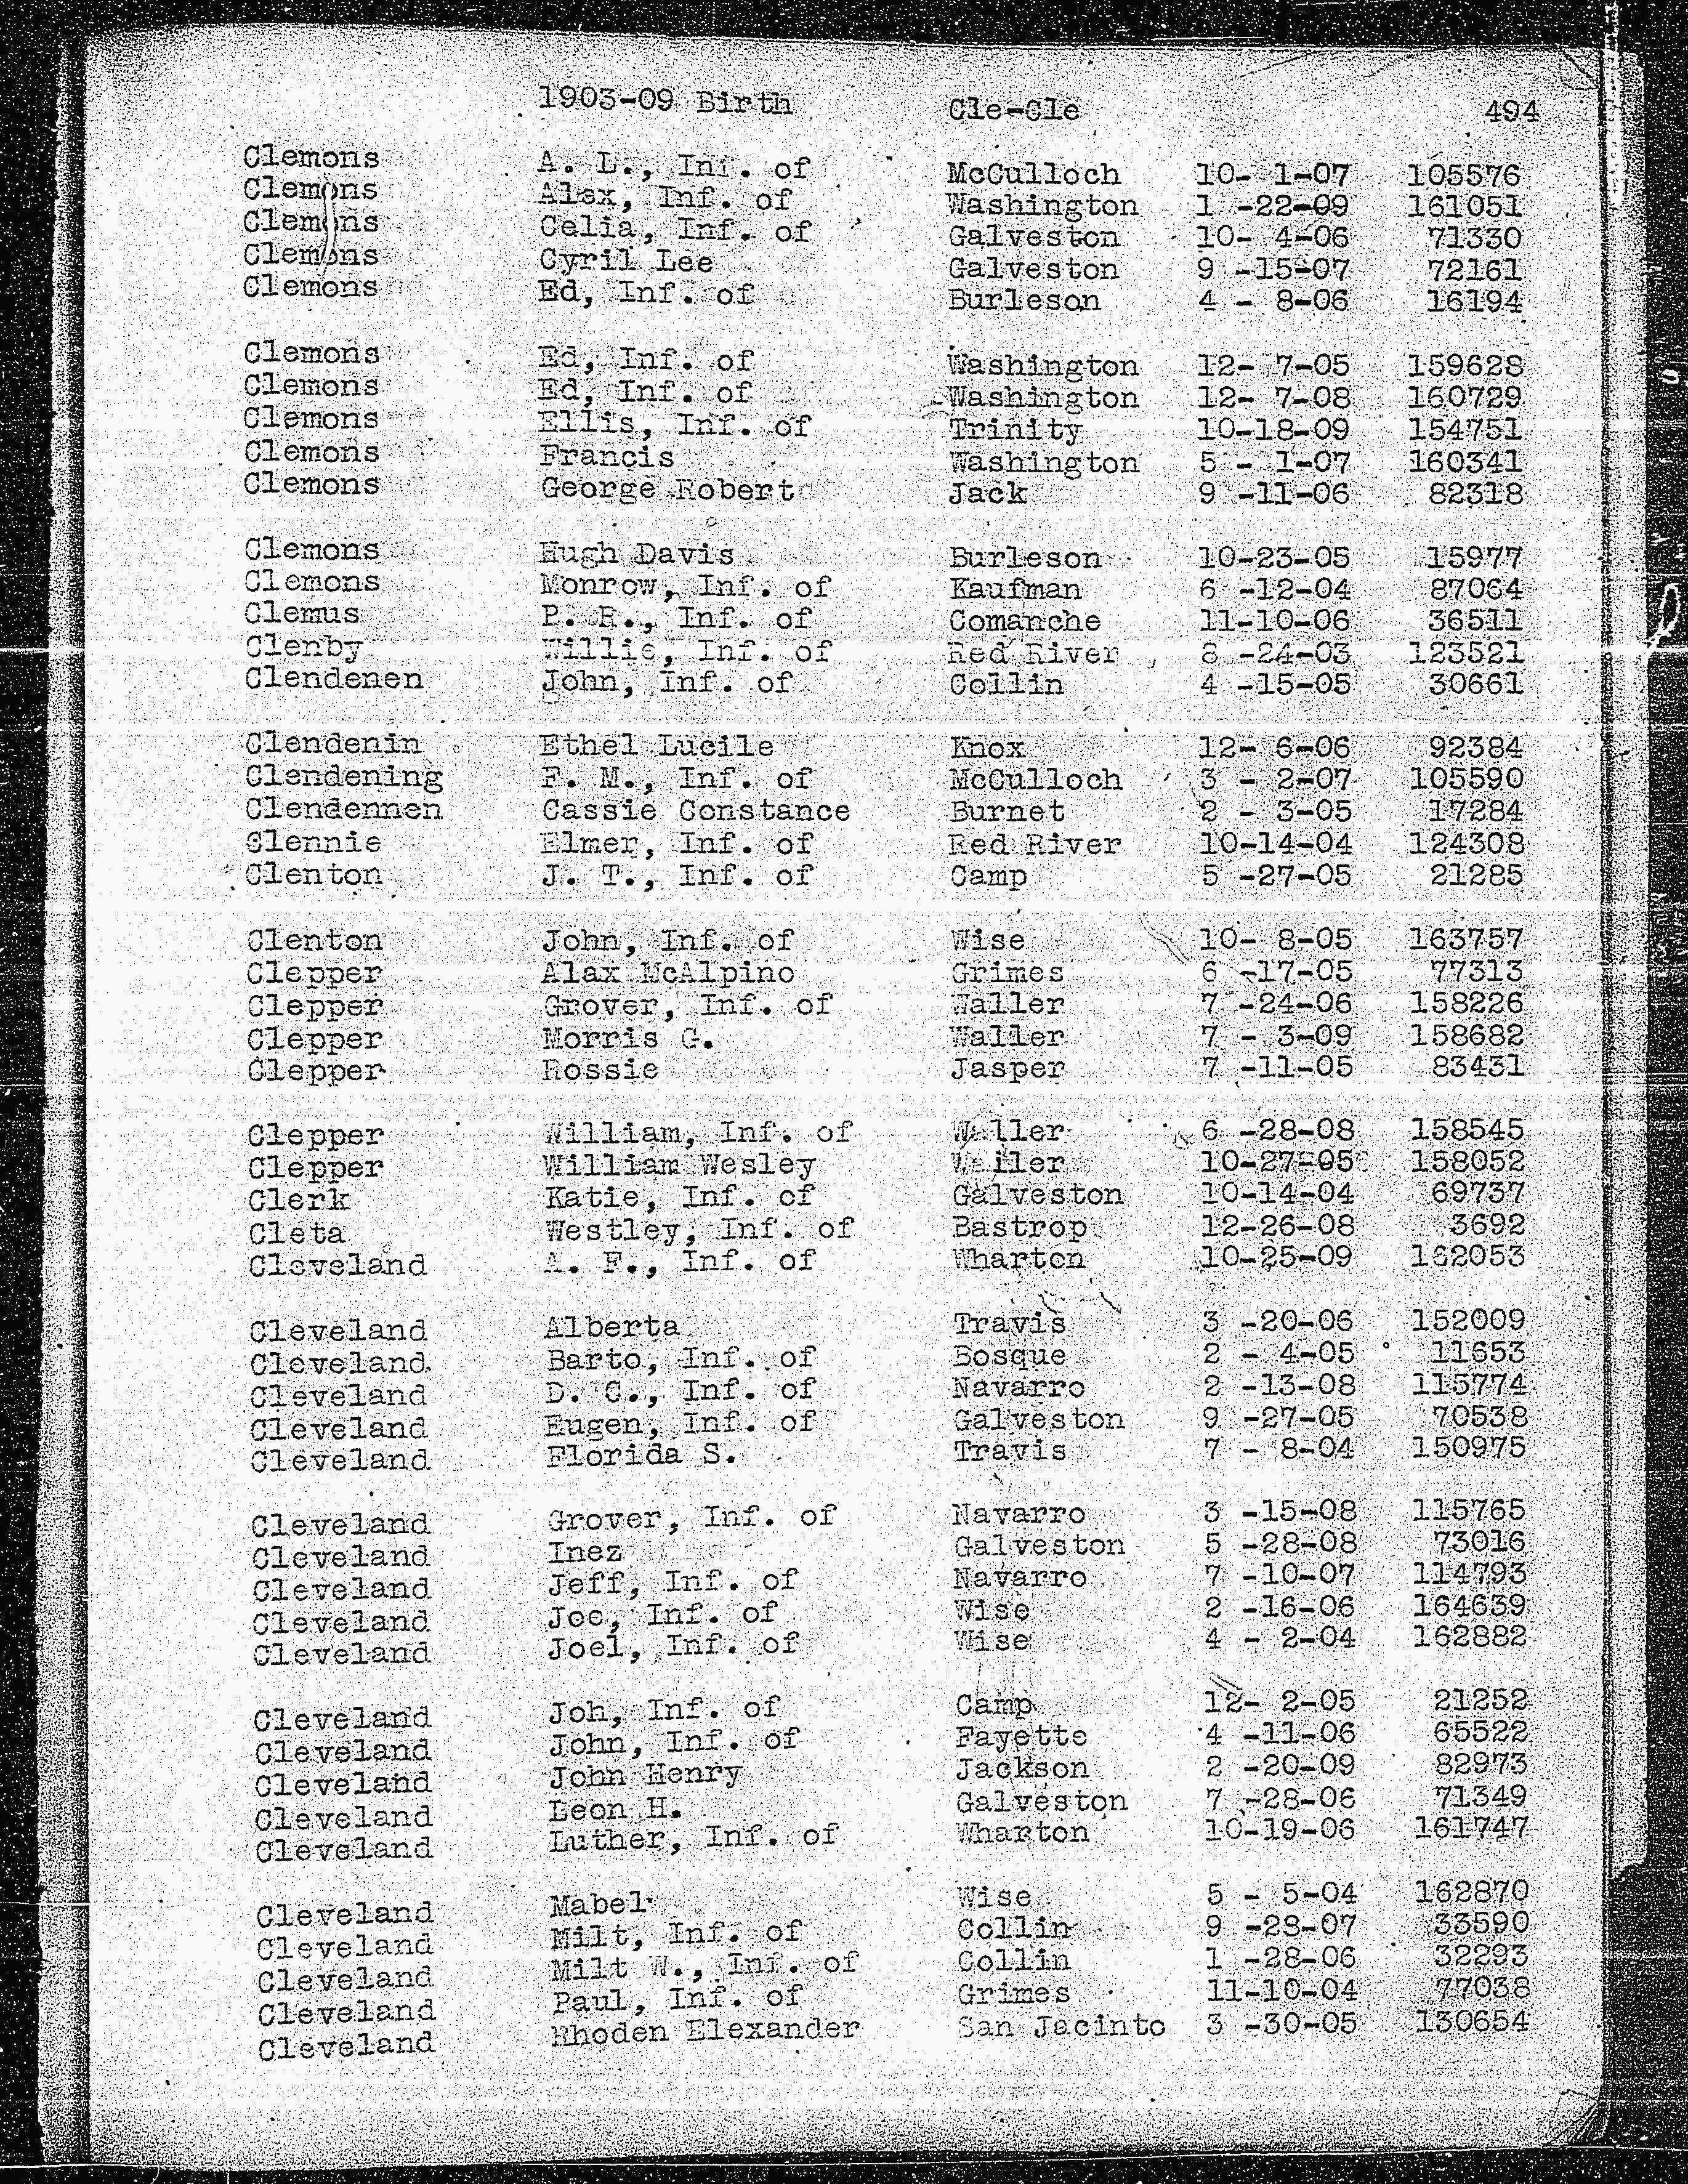 1903-09 Birth Cle-Cle 494
Clemons A. L., Inf. of McCulloch 10- 1-07 105576
Clemons Alex, Inf. of Washington 1 -22-09 161051
Clemons Celia, Inf. of Galveston 10- 4-06 71330
Clemons Cyril Lee Galveston 9 -15-07 72161
Clemons Ed, Inf. of Burleson 4 - 8-06 16194
Clemons Ed, Inf. of Washington 12- 7-05 159628
Clemons Ed, Inf. of Washington 12- 7-08 160729
Clemons Ellis, Inf. of Trinity 10-18-09 154751
Clemons Francis Washington 5 - 1-07 160341
Clemons George Robert Jack 9 -11-06 82318
Clemons Hugh Davis Burleson 10-23-05 15977
Clemons Monrow, Inf. of Kaufman 6 -12-04 87064
Clemus P. R., Inf. of Comanche 11-10-06 36511
Clenby Willie, Inf. of Red River 8 -24-03 123521
Clendenen John, Inf. of Collin 4 -15-05 30661
Clendenin Ethel Lucile Knox 12- 6-06 92384
Clendening F. M., Inf. of McCulloch 3 - 2-07 105590
Clendennen Cassie Constance Burnet 2 - 3-05 17284
Clennie Elmer, Inf. of Red River 10-14-04 124308
Clenton J. T., Inf. of Camp 5 -27-05 21285
Clenton John, Inf. of Wise 10- 8-05 163757
Clepper Alax McAlpino Grimes 6 -17-05 77313
Clepper Grover, Inf. of Waller 7 -24-06 158226
Clepper Morris G. Waller 7 - 3-09 158682
Clepper Rossie Jasper 7 -11-05 83431
Clepper William, Inf. of Waller 6 -28-08 158545
Clepper William Wesley Waller 10-27-05 158052
Clerk Katie, Inf. of Galveston 10-14-04 69737
Cleta Westley, Inf. of Bastrop 12-26-08 3692
Cleveland A. F., Inf. of Wharton 10-25-09 162053
Cleveland Alberta Travis 3 -20-06 152009
Cleveland Barto, Inf. of Bosque 2 - 4-05 11653
Cleveland D. C., Inf. of Navarro 2 -13-08 115774
Cleveland Eugen, Inf. of Galveston 9 -27-05 70538
Cleveland Florida S. Travis 7 - 8-04 150975
Cleveland Grover, Inf. of Navarro 3 -15-08 115765
Cleveland Inez Galveston 5 -28-08 73016
Cleveland Jeff, Inf. of Navarro 7 -10-07 114793
Cleveland Joe, Inf. of Wise 2 -16-06 164639
Cleveland Joel, Inf. of Wise 4 - 2-04 162882
Cleveland Joh, Inf. of Camp 12- 2-05 21252
Cleveland John, Inf. of Fayette 4 -11-06 65522
Cleveland John Henry Jackson 2 -20-09 82973
Cleveland Leon H. Galveston 7 -28-06 71349
Cleveland Luther, Inf. of Wharton 10-19-06 161747
Cleveland Mabel Wise 5 - 5-04 162870
Cleveland Milt, Inf. of Collin 9 -28-07 33590
Cleveland Milt W., Inf. of Collin 1 -28-06 32293
Cleveland Paul, Inf. of Grimes 11-10-04 77038
Cleveland Rhoden Elexander San Jacinto 3 -30-05 130654